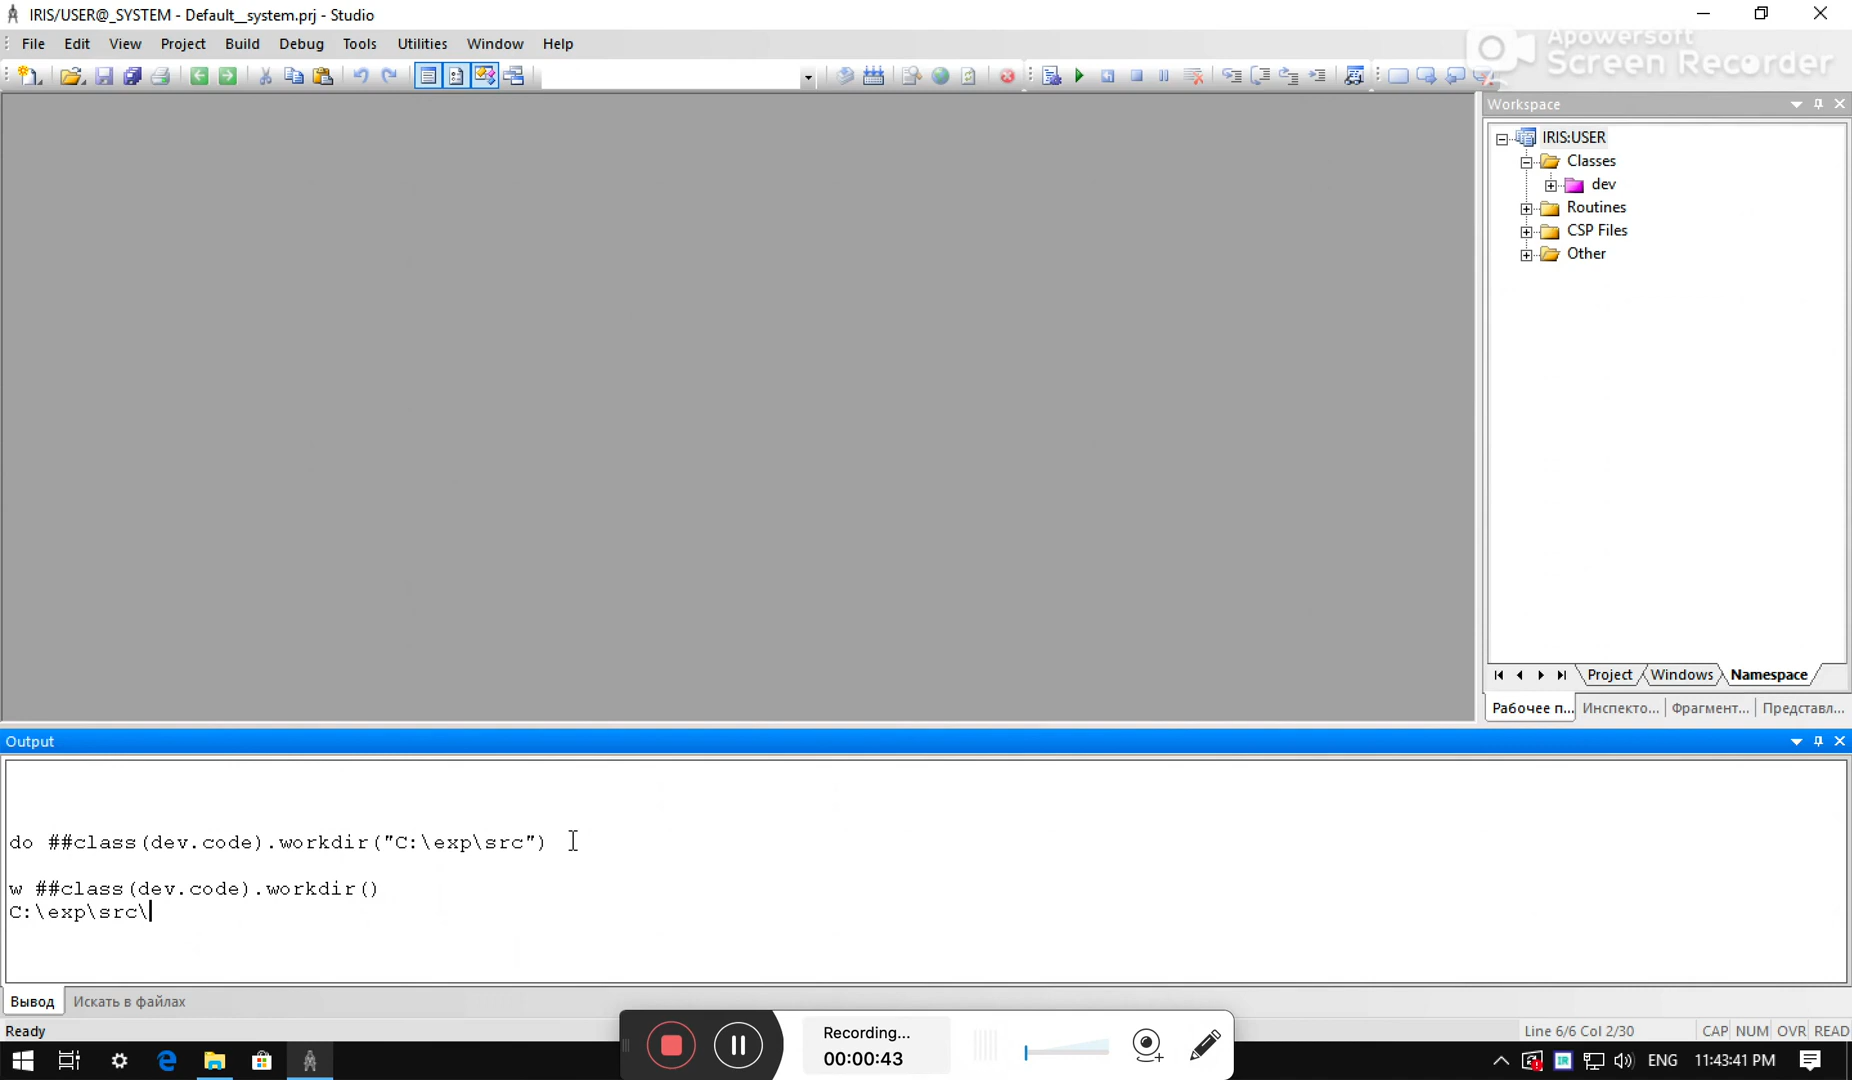 IRIS/USER@_SYSTEM - Default__system.prj - Studio
File Edit View Project Build Debug Tools Utilities Window Help
Apowersoft
Screen Recorder
Workspace
IRIS:USER
Classes
dev
Routines
CSP Files
Other
Project Windows Namespace
Рабочее п... Инспекто... Фрагмент... Представл...
Output
do ##class(dev.code).workdir("C:\exp\src")
w ##class(dev.code).workdir()
C:\exp\src\
Вывод Искать в файлах
Ready
Line 6/6 Col 2/30 CAP NUM OVR READ
Recording...
00:00:43
ENG 11:43:41 PM